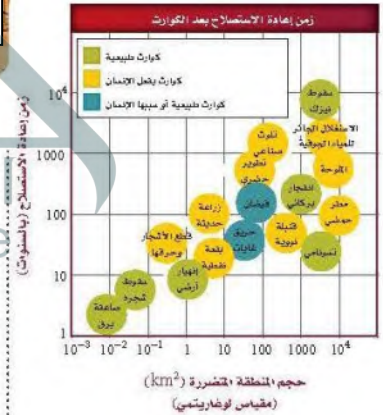 زمن إعادة الاستصلاح بعد الكوارث
كوارث طبيعية
كوارث بفعل الإنسان
كوارث طبيعية أو سببها الإنسان
زمن إعادة الاستصلاح (بالسنوات)
10⁴
1000
100
10
1
سقوط
نيزك
الاستغلال الجائر
للمياه الجوفية
الملوحة
تلوث
صناعي
تطوير
حضري
انفجار
بركاني
مطر
حمضي
فيضان
زراعة
حديثة
قنبلة
نووية
حريق
غابات
تسونامي
قطع الأشجار
وحرقها
بقعة
نفطية
انهيار
أرضي
سقوط
شجرة
صاعقة
برق
10⁻³ 10⁻² 10⁻¹ 1 10 100 1000 10⁴
حجم المنطقة المتضررة (km²)
(مقياس لوغاريتمي)